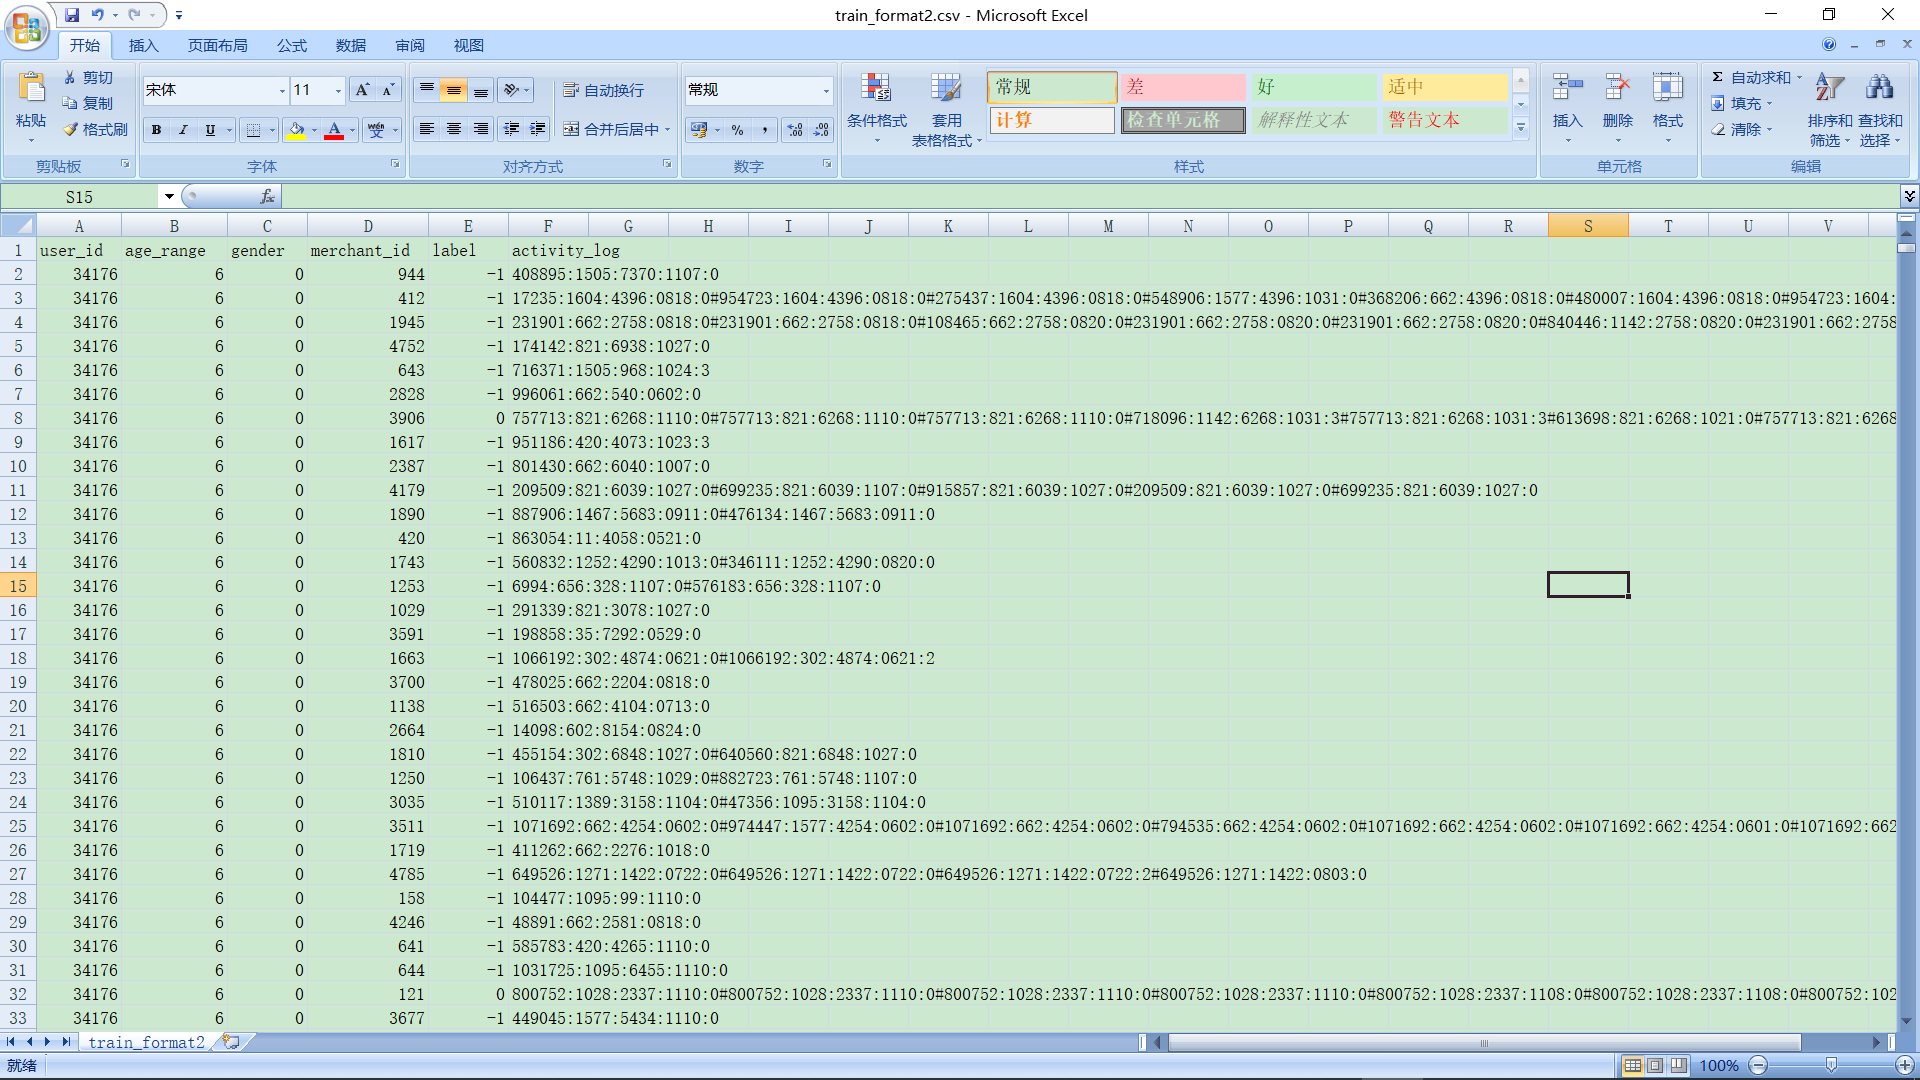 train_format2.csv - Microsoft Excel
开始 插入 页面布局 公式 数据 审阅 视图
粘贴 剪切 复制 格式刷 剪贴板
宋体 11 B I U A A A 字体
自动换行 合并后居中 对齐方式
常规 % , 数字
条件格式 套用表格格式 常规 差 好 适中
计算 检查单元格 解释性文本 警告文本 样式
插入 删除 格式 单元格
Σ 自动求和 填充 清除 排序和筛选 查找和选择 编辑
S15 fx
A B C D E F G H I J K L M N O P Q R S T U V
1 user_id age_range gender merchant_id label activity_log
2 34176 6 0 944 -1 408895:1505:7370:1107:0
3 34176 6 0 412 -1 17235:1604:4396:0818:0#954723:1604:4396:0818:0#275437:1604:4396:0818:0#548906:1577:4396:1031:0#368206:662:4396:0818:0#480007:1604:4396:0818:0#954723:1604:
4 34176 6 0 1945 -1 231901:662:2758:0818:0#231901:662:2758:0818:0#108465:662:2758:0820:0#231901:662:2758:0820:0#231901:662:2758:0820:0#840446:1142:2758:0820:0#231901:662:2758
5 34176 6 0 4752 -1 174142:821:6938:1027:0
6 34176 6 0 643 -1 716371:1505:968:1024:3
7 34176 6 0 2828 -1 996061:662:540:0602:0
8 34176 6 0 3906 0 757713:821:6268:1110:0#757713:821:6268:1110:0#757713:821:6268:1110:0#718096:1142:6268:1031:3#757713:821:6268:1031:3#613698:821:6268:1021:0#757713:821:6268
9 34176 6 0 1617 -1 951186:420:4073:1023:3
10 34176 6 0 2387 -1 801430:662:6040:1007:0
11 34176 6 0 4179 -1 209509:821:6039:1027:0#699235:821:6039:1107:0#915857:821:6039:1027:0#209509:821:6039:1027:0#699235:821:6039:1027:0
12 34176 6 0 1890 -1 887906:1467:5683:0911:0#476134:1467:5683:0911:0
13 34176 6 0 420 -1 863054:11:4058:0521:0
14 34176 6 0 1743 -1 560832:1252:4290:1013:0#346111:1252:4290:0820:0
15 34176 6 0 1253 -1 6994:656:328:1107:0#576183:656:328:1107:0
16 34176 6 0 1029 -1 291339:821:3078:1027:0
17 34176 6 0 3591 -1 198858:35:7292:0529:0
18 34176 6 0 1663 -1 1066192:302:4874:0621:0#1066192:302:4874:0621:2
19 34176 6 0 3700 -1 478025:662:2204:0818:0
20 34176 6 0 1138 -1 516503:662:4104:0713:0
21 34176 6 0 2664 -1 14098:602:8154:0824:0
22 34176 6 0 1810 -1 455154:302:6848:1027:0#640560:821:6848:1027:0
23 34176 6 0 1250 -1 106437:761:5748:1029:0#882723:761:5748:1107:0
24 34176 6 0 3035 -1 510117:1389:3158:1104:0#47356:1095:3158:1104:0
25 34176 6 0 3511 -1 1071692:662:4254:0602:0#974447:1577:4254:0602:0#1071692:662:4254:0602:0#794535:662:4254:0602:0#1071692:662:4254:0602:0#1071692:662:4254:0601:0#1071692:662
26 34176 6 0 1719 -1 411262:662:2276:1018:0
27 34176 6 0 4785 -1 649526:1271:1422:0722:0#649526:1271:1422:0722:0#649526:1271:1422:0722:2#649526:1271:1422:0803:0
28 34176 6 0 158 -1 104477:1095:99:1110:0
29 34176 6 0 4246 -1 48891:662:2581:0818:0
30 34176 6 0 641 -1 585783:420:4265:1110:0
31 34176 6 0 644 -1 1031725:1095:6455:1110:0
32 34176 6 0 121 0 800752:1028:2337:1110:0#800752:1028:2337:1110:0#800752:1028:2337:1110:0#800752:1028:2337:1110:0#800752:1028:2337:1108:0#800752:1028:2337:1108:0#800752:102
33 34176 6 0 3677 -1 449045:1577:5434:1110:0
train_format2
就绪 100%